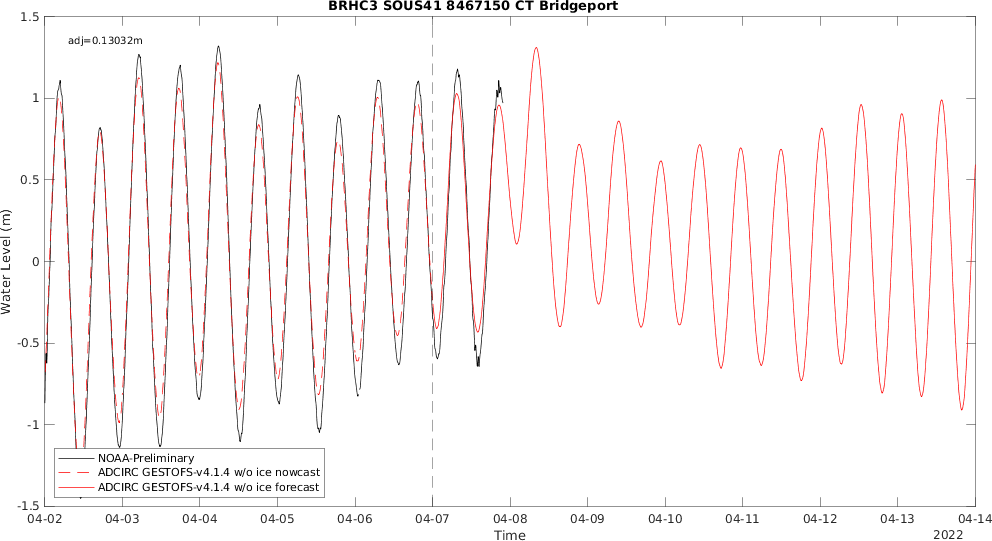 BRHC3 SOUS41 8467150 CT Bridgeport
adj=0.13032m
1.5
1
0.5
0
-0.5
-1
-1.5
Water Level (m)
NOAA-Preliminary
ADCIRC GESTOFS-v4.1.4 w/o ice nowcast
ADCIRC GESTOFS-v4.1.4 w/o ice forecast
04-02 04-03 04-04 04-05 04-06 04-07 04-08 04-09 04-10 04-11 04-12 04-13 04-14
Time
2022